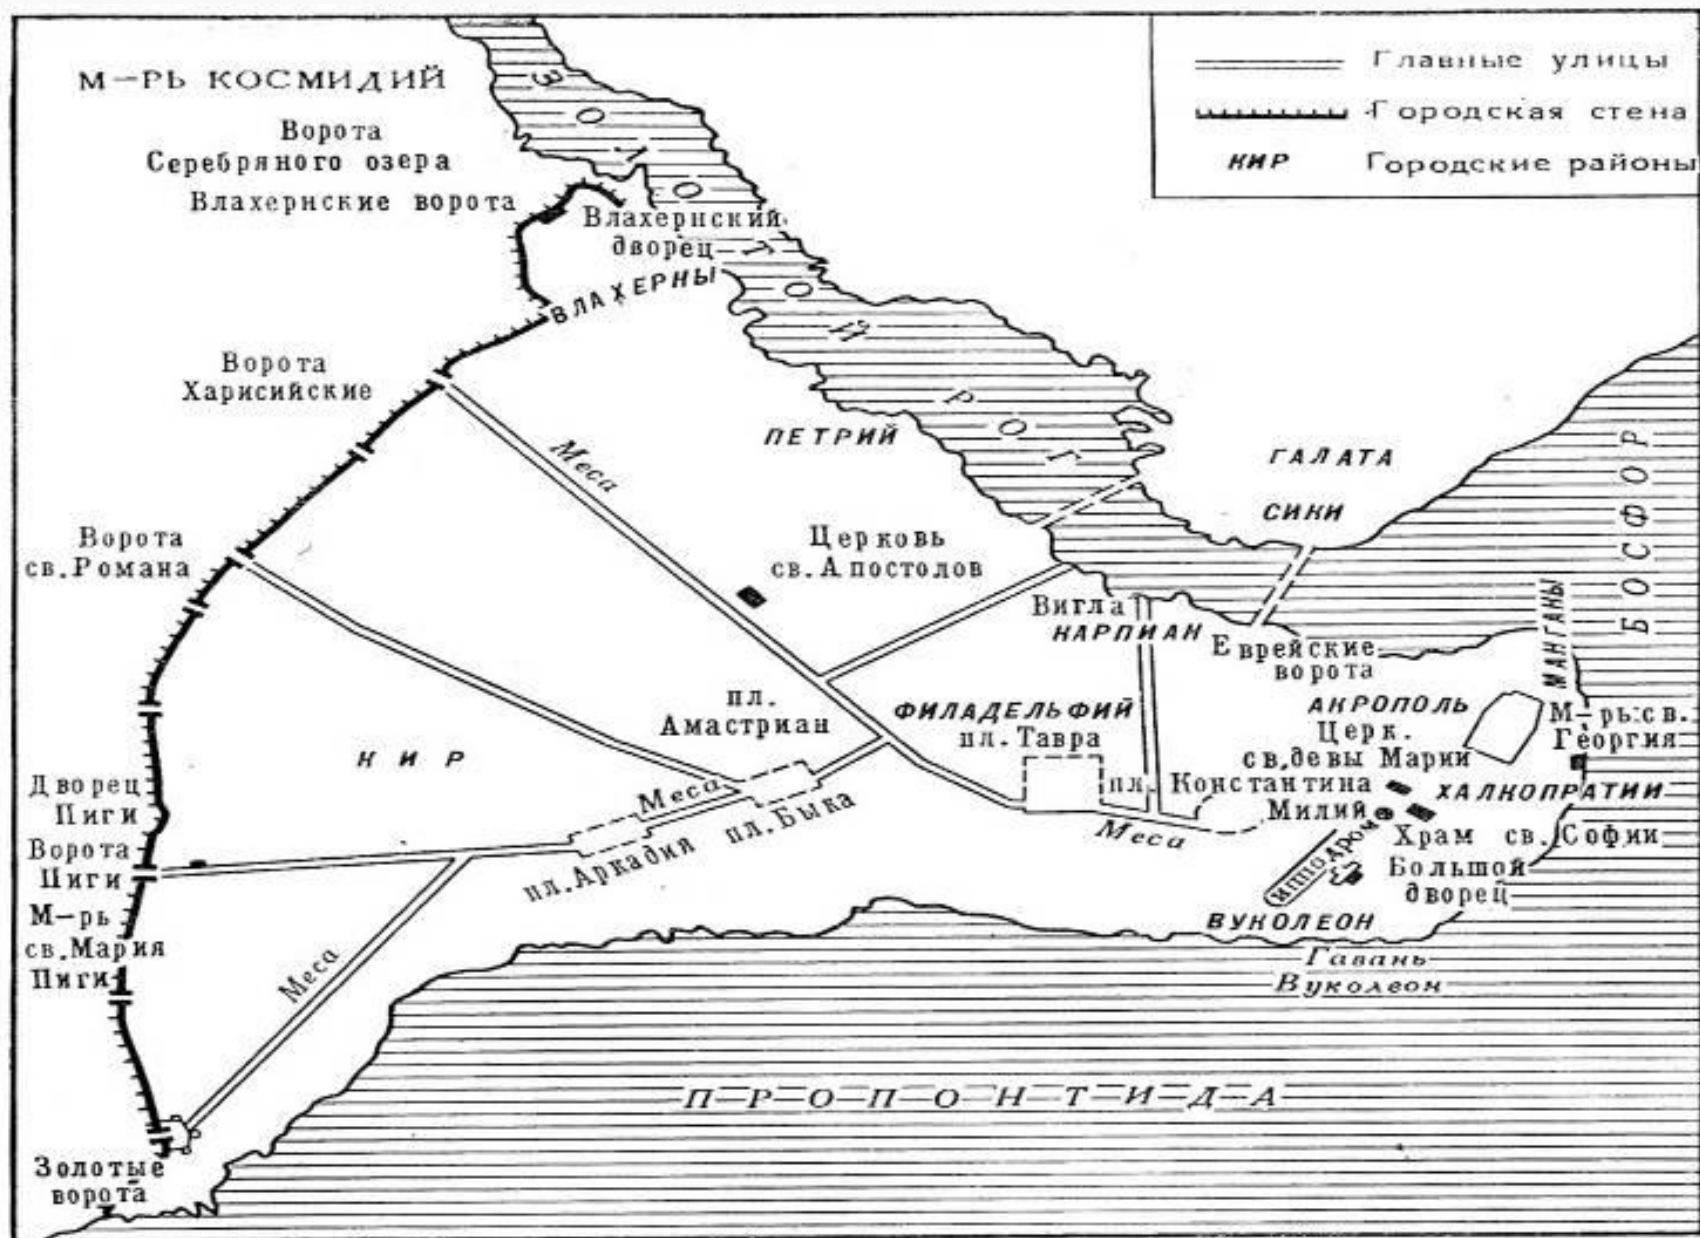 М-РЬ КОСМИДИЙ
Ворота
Серебряного озера
Влахернские ворота
Влахернский
дворец
ВЛАХЕРНЫ
ЗОЛОТОЙ РОГ
Главные улицы
Городская стена
КИР
Городские районы
Ворота
Харисийские
Меса
ПЕТРИЙ
ГАЛАТА
СИКИ
БОСФОР
Ворота
св.Романа
Церковь
св.Апостолов
Вигла
КАРПИАН
Еврейские
ворота
МАНГАНЫ
пл.
Амастриан
ФИЛАДЕЛЬФИЙ
пл.Тавра
АКРОПОЛЬ
Церк.
св.девы Марии
М-рь св.
Георгия
КИР
Дворец
Пиги
Меса
пл. Константина
ХАЛКОПРАТИИ
Милий
Меса
Храм св. Софии
пл.Аркадия
пл.Быка
Ворота
Пиги
Ипподром
Большой
дворец
М-рь
св.Мария
Пиги
Меса
ВУКОЛЕОН
Гавань
Вуколеон
ПРОПОНТИДА
Золотые
ворота